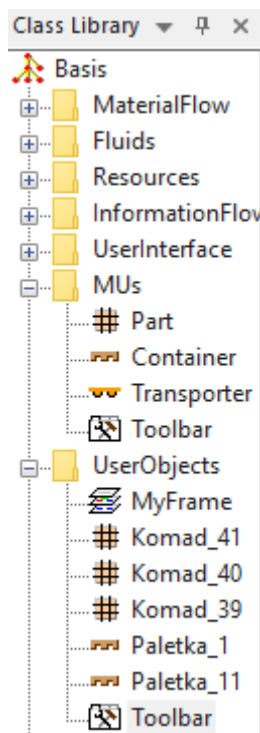 Class Library
Basis
MaterialFlow
Fluids
Resources
InformationFlow
UserInterface
MUs
Part
Container
Transporter
Toolbar
UserObjects
MyFrame
Komad_41
Komad_40
Komad_39
Paletka_1
Paletka_11
Toolbar